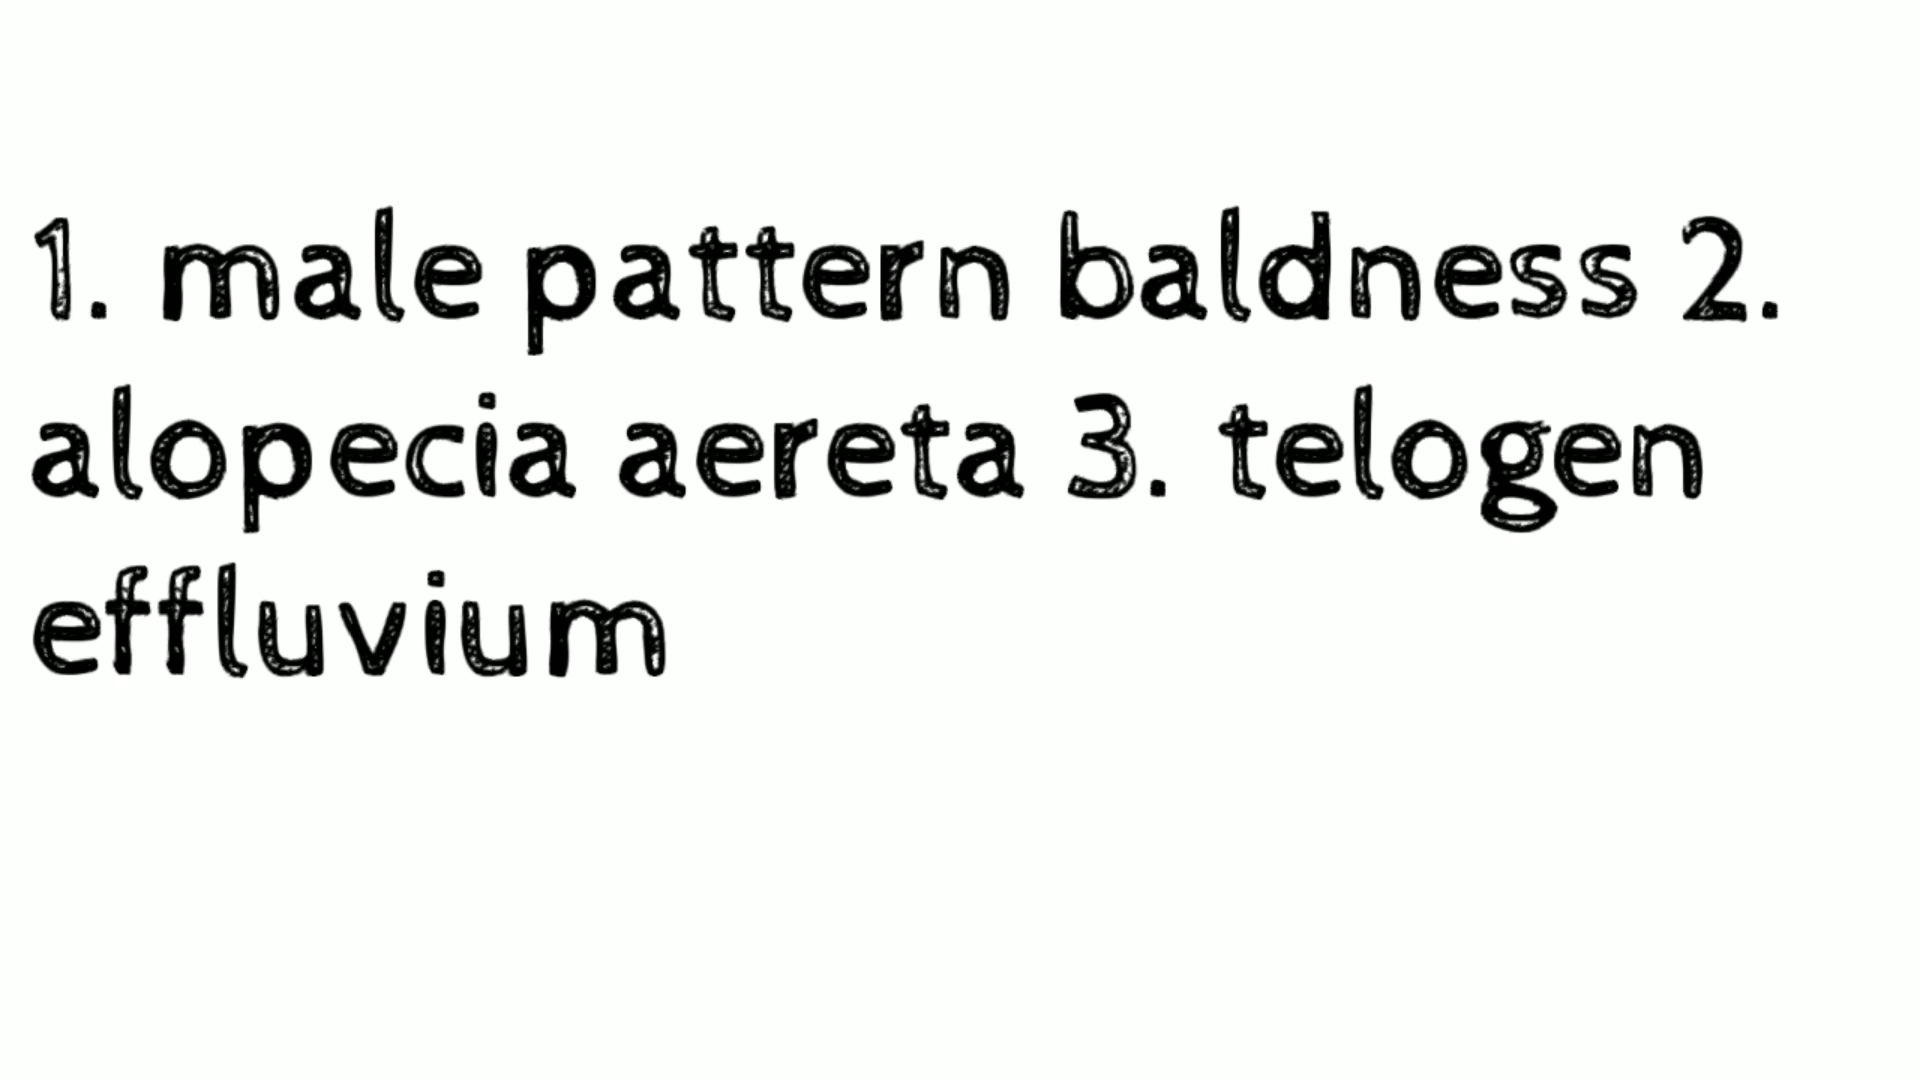 1. male pattern baldness 2.
alopecia aereta 3. telogen
effluvium